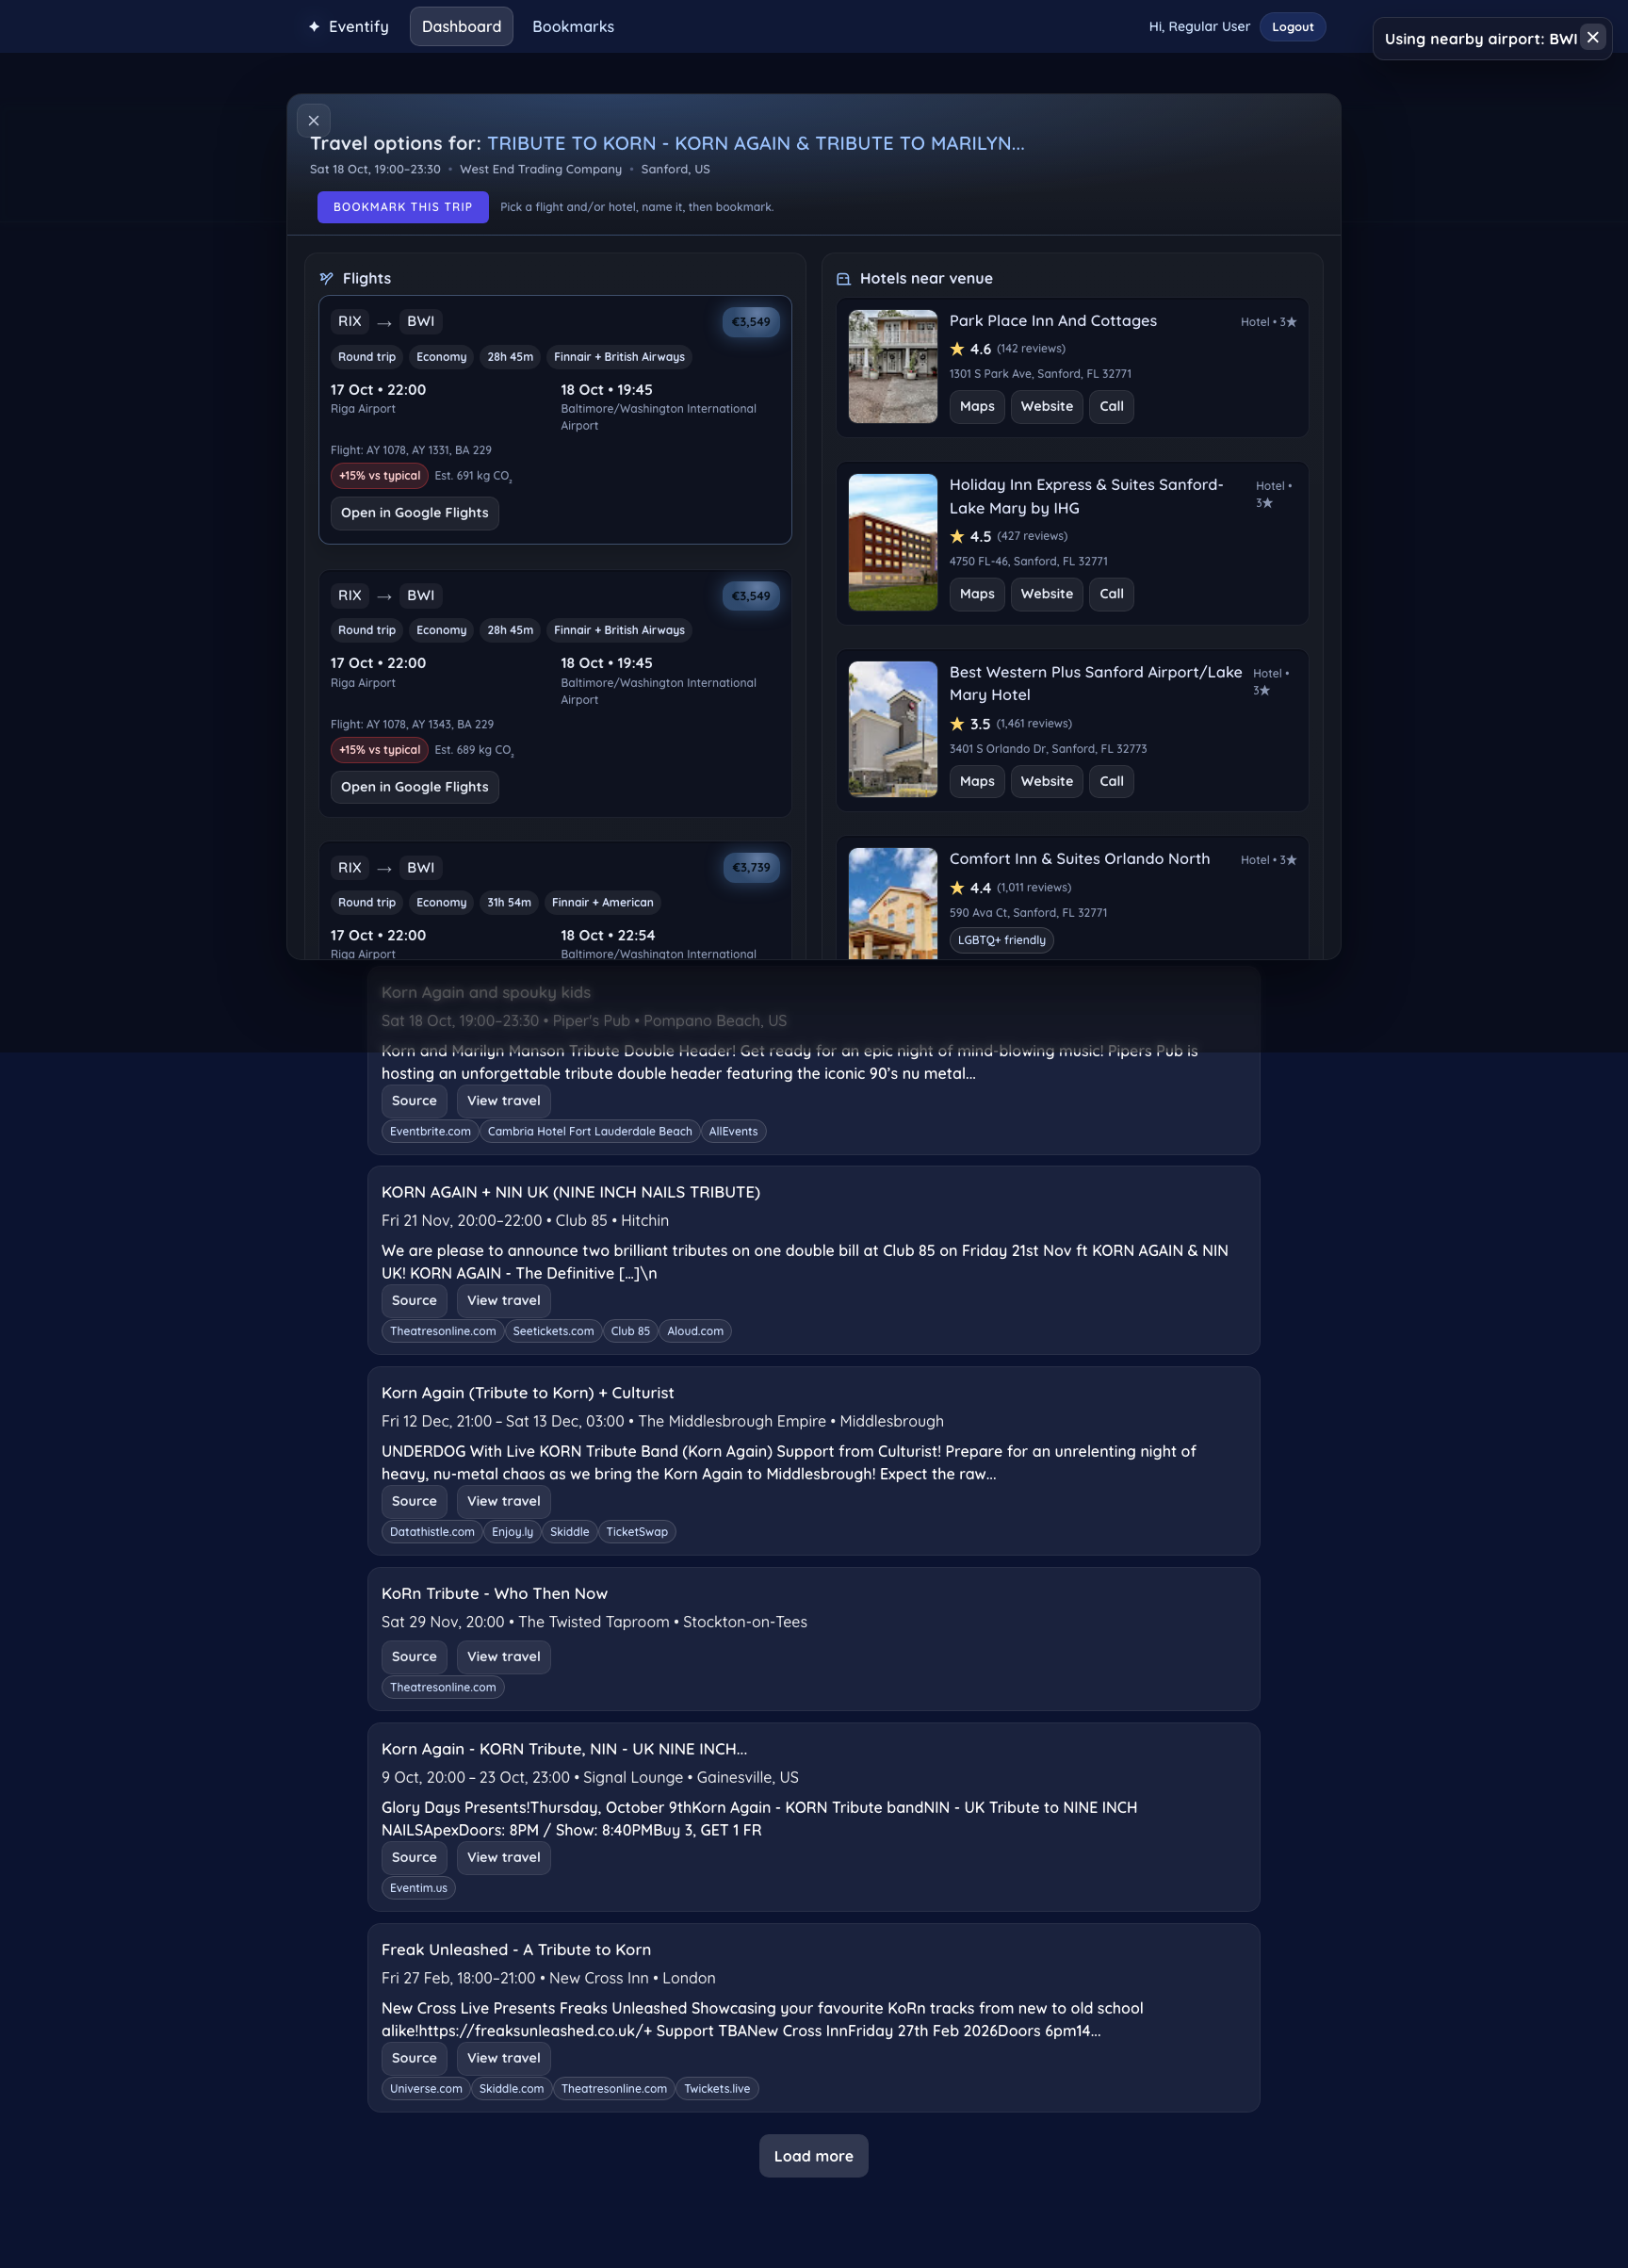 Eventify
Dashboard
Bookmarks
Hi, Regular User
Logout
Using nearby airport: BWI
Travel options for: TRIBUTE TO KORN - KORN AGAIN & TRIBUTE TO MARILYN...
Sat 18 Oct, 19:00–23:30 • West End Trading Company • Sanford, US
BOOKMARK THIS TRIP
Pick a flight and/or hotel, name it, then bookmark.
Flights
RIX → BWI
€3,549
Round trip
Economy
28h 45m
Finnair + British Airways
17 Oct • 22:00
Riga Airport
18 Oct • 19:45
Baltimore/Washington International
Airport
Flight: AY 1078, AY 1331, BA 229
+15% vs typical
Est. 691 kg CO₂
Open in Google Flights
RIX → BWI
€3,549
Round trip
Economy
28h 45m
Finnair + British Airways
17 Oct • 22:00
Riga Airport
18 Oct • 19:45
Baltimore/Washington International
Airport
Flight: AY 1078, AY 1343, BA 229
+15% vs typical
Est. 689 kg CO₂
Open in Google Flights
RIX → BWI
€3,739
Round trip
Economy
31h 54m
Finnair + American
17 Oct • 22:00
Riga Airport
18 Oct • 22:54
Baltimore/Washington International
Hotels near venue
Park Place Inn And Cottages
Hotel • 3★
★ 4.6 (142 reviews)
1301 S Park Ave, Sanford, FL 32771
Maps
Website
Call
Holiday Inn Express & Suites Sanford-
Lake Mary by IHG
Hotel •
3★
★ 4.5 (427 reviews)
4750 FL-46, Sanford, FL 32771
Maps
Website
Call
Best Western Plus Sanford Airport/Lake
Mary Hotel
Hotel •
3★
★ 3.5 (1,461 reviews)
3401 S Orlando Dr, Sanford, FL 32773
Maps
Website
Call
Comfort Inn & Suites Orlando North
Hotel • 3★
★ 4.4 (1,011 reviews)
590 Ava Ct, Sanford, FL 32771
LGBTQ+ friendly
Korn Again and spouky kids
Sat 18 Oct, 19:00–23:30 • Piper's Pub • Pompano Beach, US
Korn and Marilyn Manson Tribute Double Header! Get ready for an epic night of mind-blowing music! Pipers Pub is
hosting an unforgettable tribute double header featuring the iconic 90's nu metal...
Source
View travel
Eventbrite.com
Cambria Hotel Fort Lauderdale Beach
AllEvents
KORN AGAIN + NIN UK (NINE INCH NAILS TRIBUTE)
Fri 21 Nov, 20:00–22:00 • Club 85 • Hitchin
We are please to announce two brilliant tributes on one double bill at Club 85 on Friday 21st Nov ft KORN AGAIN & NIN
UK! KORN AGAIN - The Definitive [...]\n
Source
View travel
Theatresonline.com
Seetickets.com
Club 85
Aloud.com
Korn Again (Tribute to Korn) + Culturist
Fri 12 Dec, 21:00 – Sat 13 Dec, 03:00 • The Middlesbrough Empire • Middlesbrough
UNDERDOG With Live KORN Tribute Band (Korn Again) Support from Culturist! Prepare for an unrelenting night of
heavy, nu-metal chaos as we bring the Korn Again to Middlesbrough! Expect the raw...
Source
View travel
Datathistle.com
Enjoy.ly
Skiddle
TicketSwap
KoRn Tribute - Who Then Now
Sat 29 Nov, 20:00 • The Twisted Taproom • Stockton-on-Tees
Source
View travel
Theatresonline.com
Korn Again - KORN Tribute, NIN - UK NINE INCH...
9 Oct, 20:00 – 23 Oct, 23:00 • Signal Lounge • Gainesville, US
Glory Days Presents!Thursday, October 9thKorn Again - KORN Tribute bandNIN - UK Tribute to NINE INCH
NAILSApexDoors: 8PM / Show: 8:40PMBuy 3, GET 1 FR
Source
View travel
Eventim.us
Freak Unleashed - A Tribute to Korn
Fri 27 Feb, 18:00–21:00 • New Cross Inn • London
New Cross Live Presents Freaks Unleashed Showcasing your favourite KoRn tracks from new to old school
alike!https://freaksunleashed.co.uk/+ Support TBANew Cross InnFriday 27th Feb 2026Doors 6pm14...
Source
View travel
Universe.com
Skiddle.com
Theatresonline.com
Twickets.live
Load more